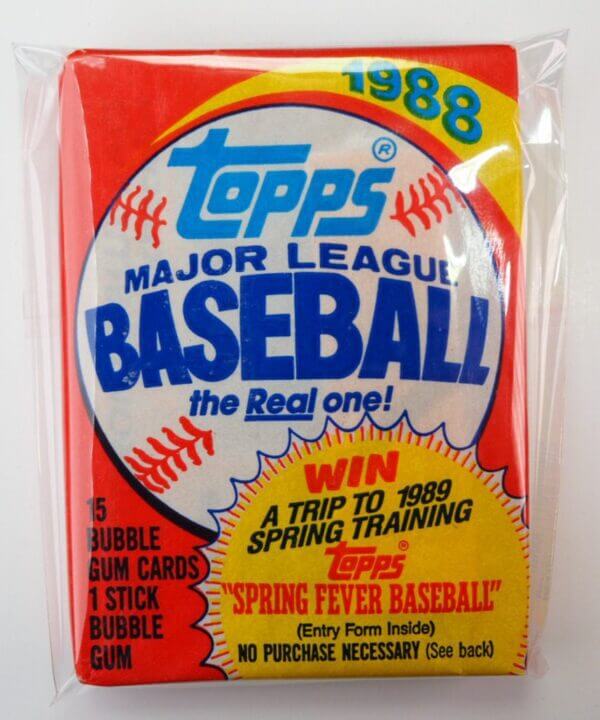 1988
Topps®
MAJOR LEAGUE
BASEBALL
the Real one!
WIN
A TRIP TO 1989
SPRING TRAINING
Topps®
"SPRING FEVER BASEBALL"
(Entry Form Inside)
NO PURCHASE NECESSARY (See back)
15
BUBBLE
GUM CARDS
1 STICK
BUBBLE
GUM